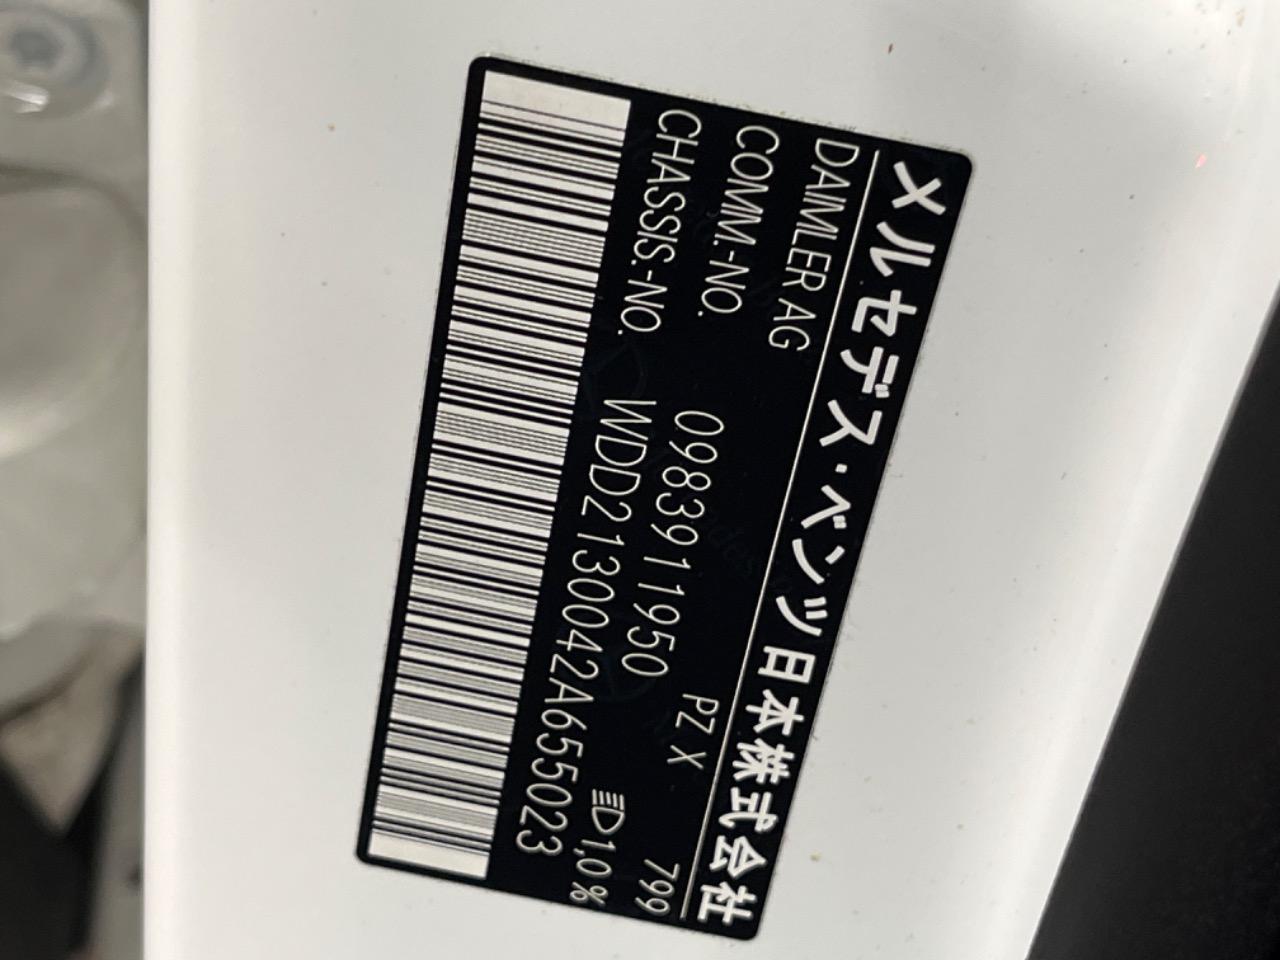 メルセデス・ベンツ日本株式会社
DAIMLER AG
COMM.-NO. 0983911950 PZ X 799
CHASSIS.-NO. WDD2130042A655023 1,0%